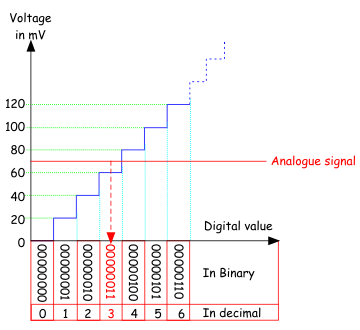 Voltage
in mV
120
100
80
60
40
20
0
Analogue signal
Digital value
00000000 00000001 00000010 00000011 00000100 00000101 00000110
In Binary
0 1 2 3 4 5 6
In decimal